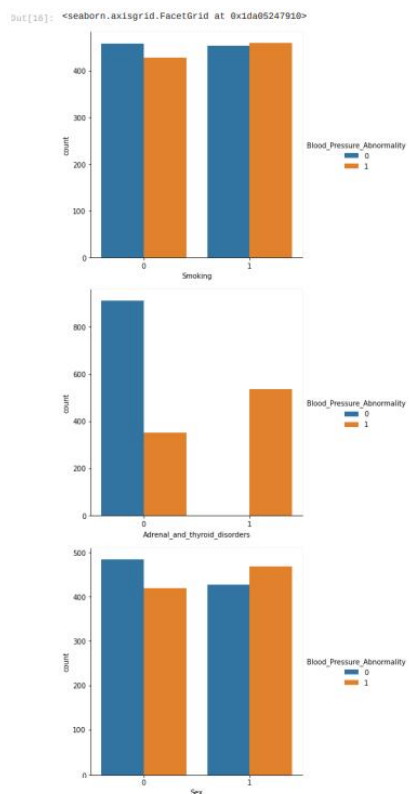 Out[18]: <seaborn.axisgrid.FacetGrid at 0x1da05247910>
400
300
200
100
0
count
0 1
Smoking
Blood_Pressure_Abnormality
0
1
800
600
400
200
0
count
0 1
Adrenal_and_thyroid_disorders
Blood_Pressure_Abnormality
0
1
500
400
300
200
100
0
count
0 1
Sex
Blood_Pressure_Abnormality
0
1